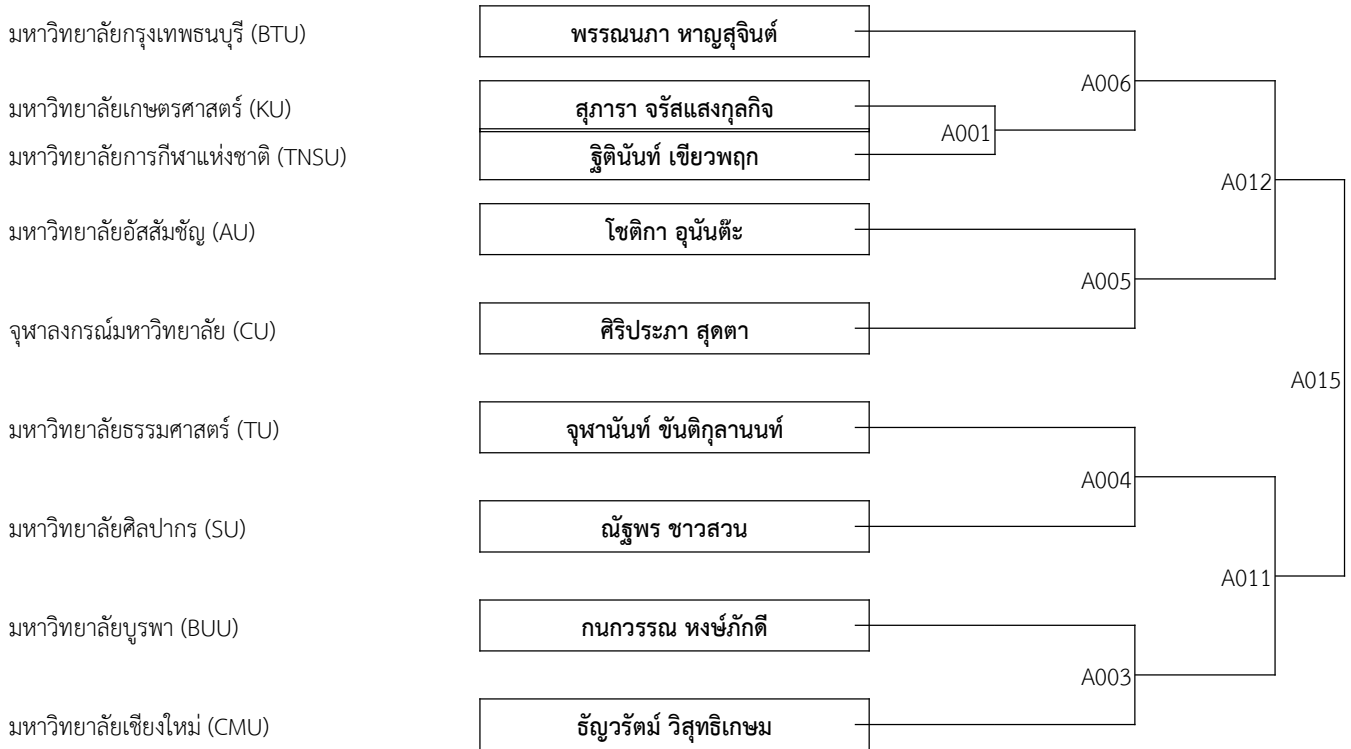 มหาวิทยาลัยกรุงเทพธนบุรี (BTU) พรรณนภา หาญสุจินต์
A006
มหาวิทยาลัยเกษตรศาสตร์ (KU) สุภารา จรัสแสงกุลกิจ
A001
มหาวิทยาลัยการกีฬาแห่งชาติ (TNSU) ฐิตินันท์ เขียวพฤก
A012
มหาวิทยาลัยอัสสัมชัญ (AU) โชติกา อุนันต๊ะ
A005
จุฬาลงกรณ์มหาวิทยาลัย (CU) ศิริประภา สุดตา
A015
มหาวิทยาลัยธรรมศาสตร์ (TU) จุฬานันท์ ขันติกุลานนท์
A004
มหาวิทยาลัยศิลปากร (SU) ณัฐพร ชาวสวน
A011
มหาวิทยาลัยบูรพา (BUU) กนกวรรณ หงษ์ภักดี
A003
มหาวิทยาลัยเชียงใหม่ (CMU) ธัญวรัตม์ วิสุทธิเกษม